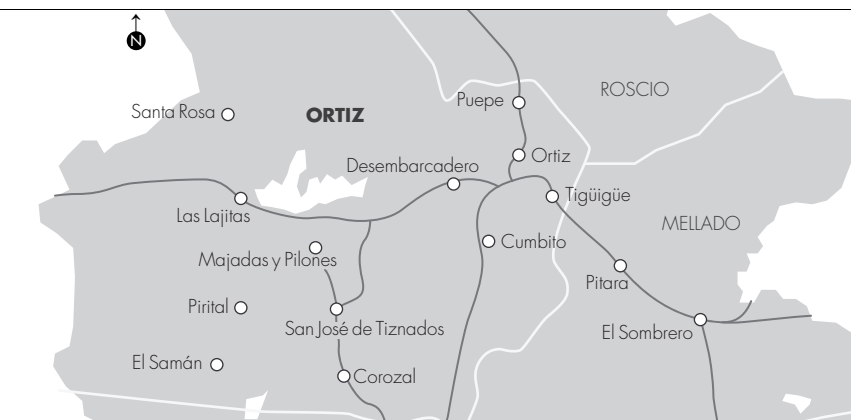 N
ROSCIO
Puepe
Santa Rosa
ORTIZ
Desembarcadero
Ortiz
Tigüigüe
Las Lajitas
MELLADO
Cumbito
Majadas y Pilones
Pitara
Pirital
San José de Tiznados
El Sombrero
El Samán
Corozal